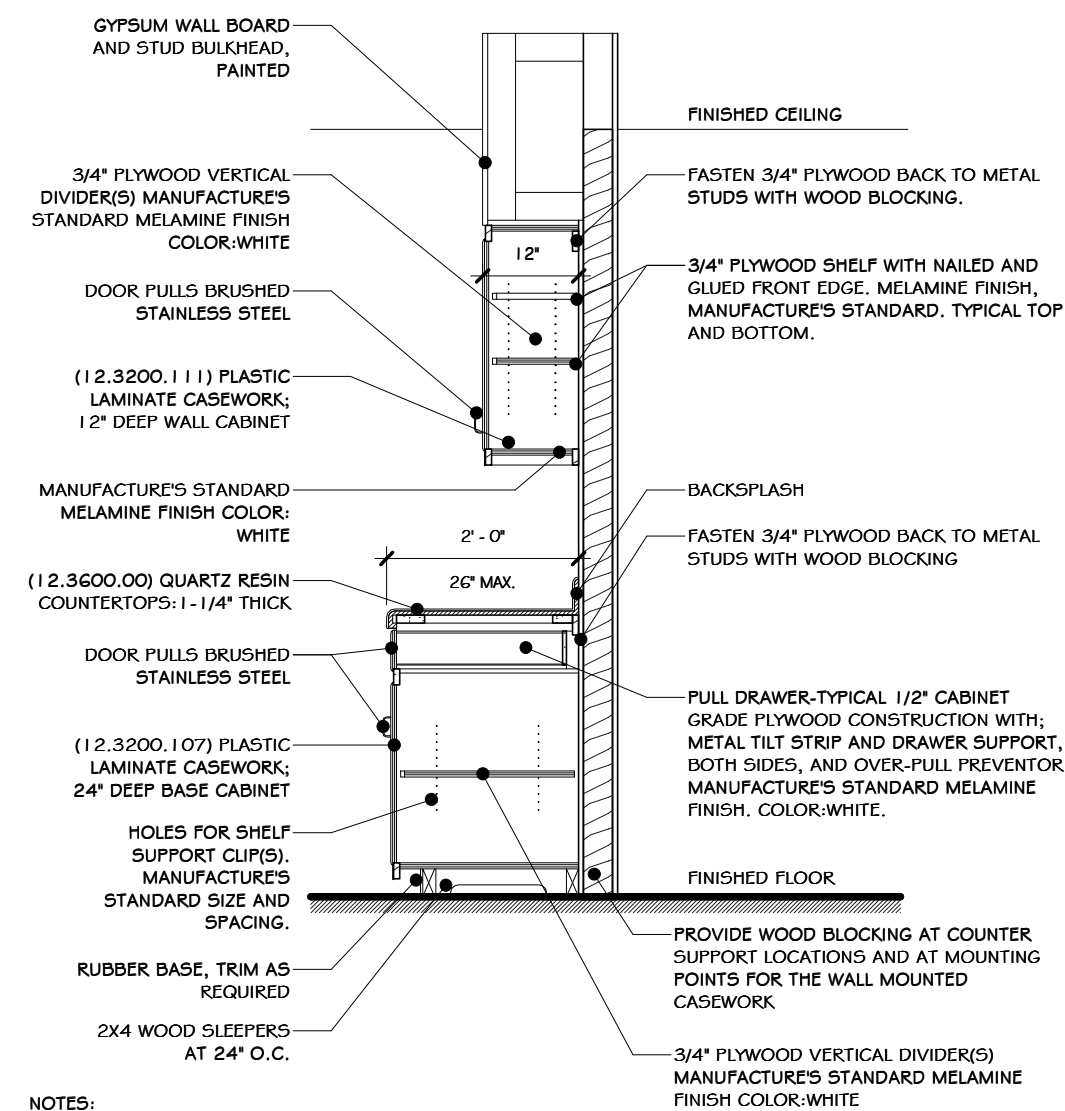 GYPSUM WALL BOARD
AND STUD BULKHEAD,
PAINTED
3/4" PLYWOOD VERTICAL
DIVIDER(S) MANUFACTURE'S
STANDARD MELAMINE FINISH
COLOR:WHITE
DOOR PULLS BRUSHED
STAINLESS STEEL
(12.3200.111) PLASTIC
LAMINATE CASEWORK;
12" DEEP WALL CABINET
MANUFACTURE'S STANDARD
MELAMINE FINISH COLOR:
WHITE
(12.3600.00) QUARTZ RESIN
COUNTERTOPS:1-1/4" THICK
DOOR PULLS BRUSHED
STAINLESS STEEL
(12.3200.107) PLASTIC
LAMINATE CASEWORK;
24" DEEP BASE CABINET
HOLES FOR SHELF
SUPPORT CLIP(S).
MANUFACTURE'S
STANDARD SIZE AND
SPACING.
RUBBER BASE, TRIM AS
REQUIRED
2X4 WOOD SLEEPERS
AT 24" O.C.
NOTES:
12"
2' - 0"
26" MAX.
FINISHED CEILING
FASTEN 3/4" PLYWOOD BACK TO METAL
STUDS WITH WOOD BLOCKING.
3/4" PLYWOOD SHELF WITH NAILED AND
GLUED FRONT EDGE. MELAMINE FINISH,
MANUFACTURE'S STANDARD. TYPICAL TOP
AND BOTTOM.
BACKSPLASH
FASTEN 3/4" PLYWOOD BACK TO METAL
STUDS WITH WOOD BLOCKING
PULL DRAWER-TYPICAL 1/2" CABINET
GRADE PLYWOOD CONSTRUCTION WITH;
METAL TILT STRIP AND DRAWER SUPPORT,
BOTH SIDES, AND OVER-PULL PREVENTOR
MANUFACTURE'S STANDARD MELAMINE
FINISH. COLOR:WHITE.
FINISHED FLOOR
PROVIDE WOOD BLOCKING AT COUNTER
SUPPORT LOCATIONS AND AT MOUNTING
POINTS FOR THE WALL MOUNTED
CASEWORK
3/4" PLYWOOD VERTICAL DIVIDER(S)
MANUFACTURE'S STANDARD MELAMINE
FINISH COLOR:WHITE